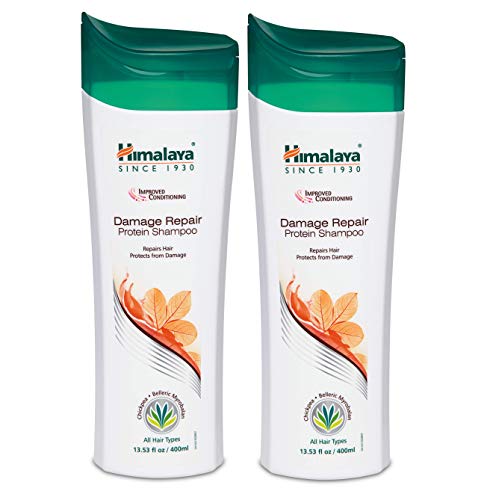 Himalaya®
SINCE 1930
IMPROVED
CONDITIONING
Damage Repair
Protein Shampoo
Repairs Hair
Protects from Damage
Chickpea • Belleric Myrobalan
All Hair Types
13.53 fl oz / 400ml
Himalaya®
SINCE 1930
IMPROVED
CONDITIONING
Damage Repair
Protein Shampoo
Repairs Hair
Protects from Damage
Chickpea • Belleric Myrobalan
All Hair Types
13.53 fl oz / 400ml